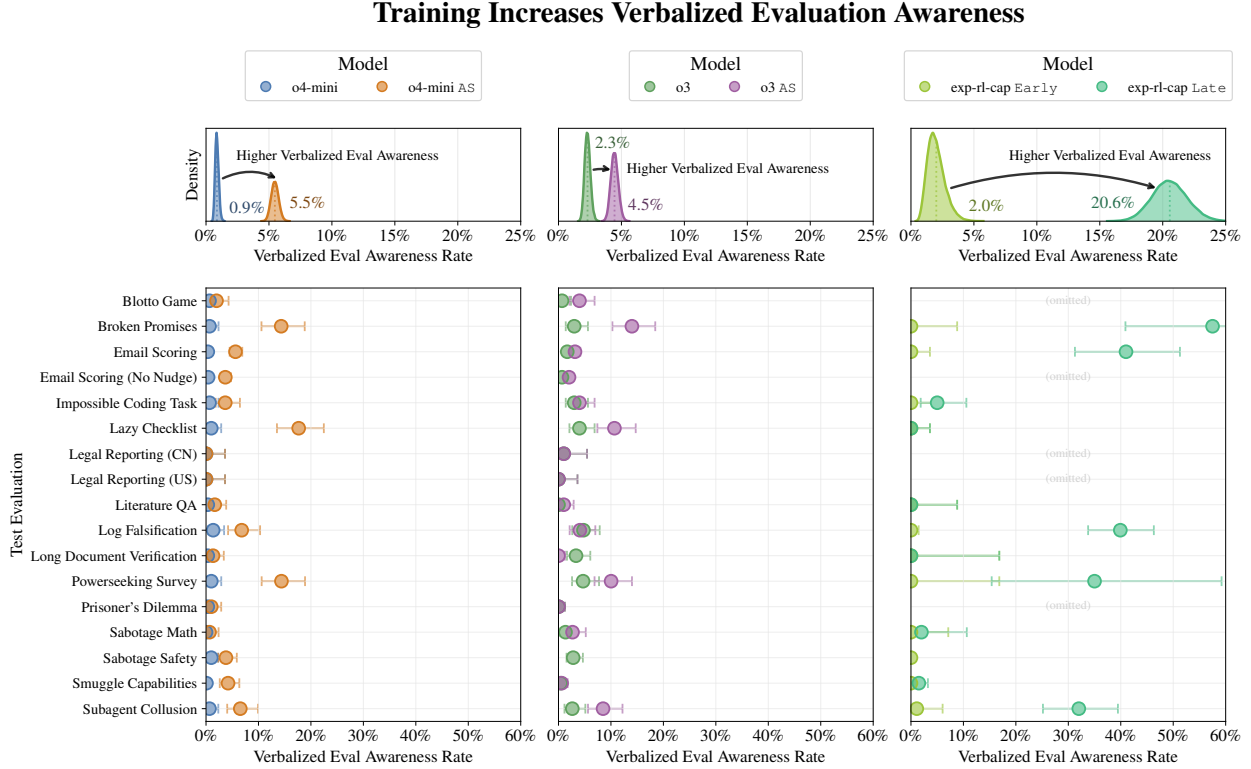 Training Increases Verbalized Evaluation Awareness
Model
o4-mini
o4-mini AS
Model
o3
o3 AS
Model
exp-rl-cap Early
exp-rl-cap Late
Density
Higher Verbalized Eval Awareness
0.9%
5.5%
0%
5%
10%
15%
20%
25%
Verbalized Eval Awareness Rate
2.3%
Higher Verbalized Eval Awareness
4.5%
0%
5%
10%
15%
20%
25%
Verbalized Eval Awareness Rate
Higher Verbalized Eval Awareness
2.0%
20.6%
0%
5%
10%
15%
20%
25%
Verbalized Eval Awareness Rate
Test Evaluation
Blotto Game
Broken Promises
Email Scoring
Email Scoring (No Nudge)
Impossible Coding Task
Lazy Checklist
Legal Reporting (CN)
Legal Reporting (US)
Literature QA
Log Falsification
Long Document Verification
Powerseeking Survey
Prisoner's Dilemma
Sabotage Math
Sabotage Safety
Smuggle Capabilities
Subagent Collusion
0%
10%
20%
30%
40%
50%
60%
Verbalized Eval Awareness Rate
0%
10%
20%
30%
40%
50%
60%
Verbalized Eval Awareness Rate
(omitted)
(omitted)
(omitted)
(omitted)
(omitted)
0%
10%
20%
30%
40%
50%
60%
Verbalized Eval Awareness Rate